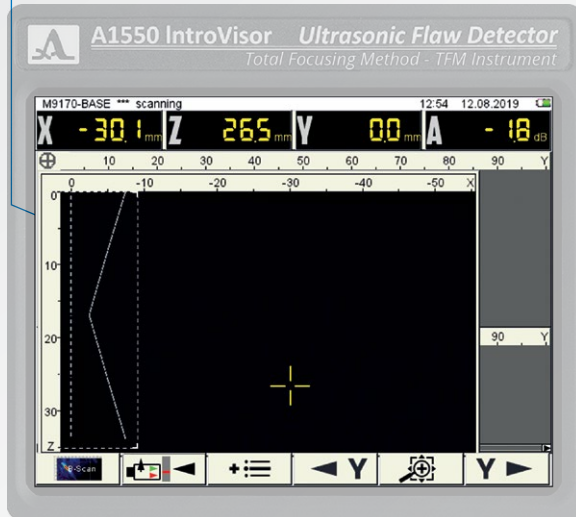 A1550 IntroVisor Ultrasonic Flaw Detector
Total Focusing Method - TFM Instrument
M9170-BASE *** scanning 12:54 12.08.2019
X - 30,1 mm Z 26,5 mm Y 0,0 mm A - 18 dB
10 20 30 40 50 60 70 80 90 Y
0 -10 -20 -30 -40 -50 X
0
10
20
90 Y
30
Z
B-Scan + Y Y